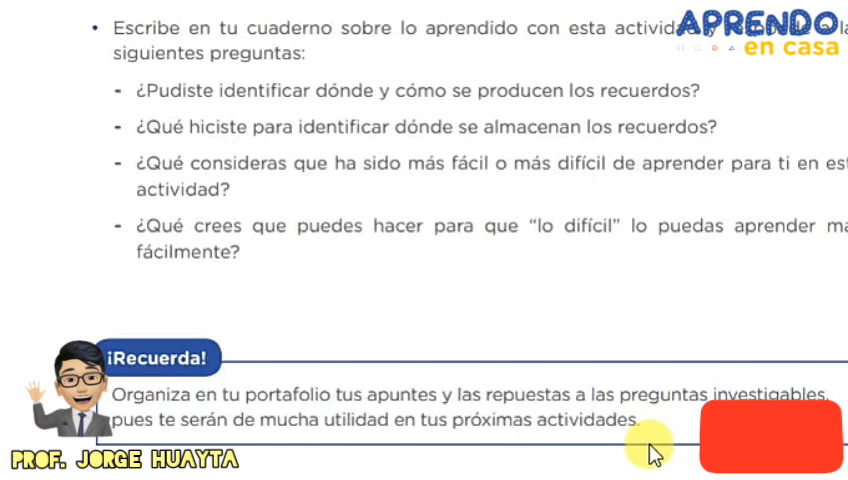 • Escribe en tu cuaderno sobre lo aprendido con esta
APRENDO
en casa
siguientes preguntas:
- ¿Pudiste identificar dónde y cómo se producen los recuerdos?
- ¿Qué hiciste para identificar dónde se almacenan los recuerdos?
- ¿Qué consideras que ha sido más fácil o más difícil de aprender para ti en est
actividad?
- ¿Qué crees que puedes hacer para que “lo difícil” lo puedas aprender má
fácilmente?
¡Recuerda!
Organiza en tu portafolio tus apuntes y las repuestas a las preguntas investigables,
pues te serán de mucha utilidad en tus próximas actividades.
PROF. JORGE HUAYTA